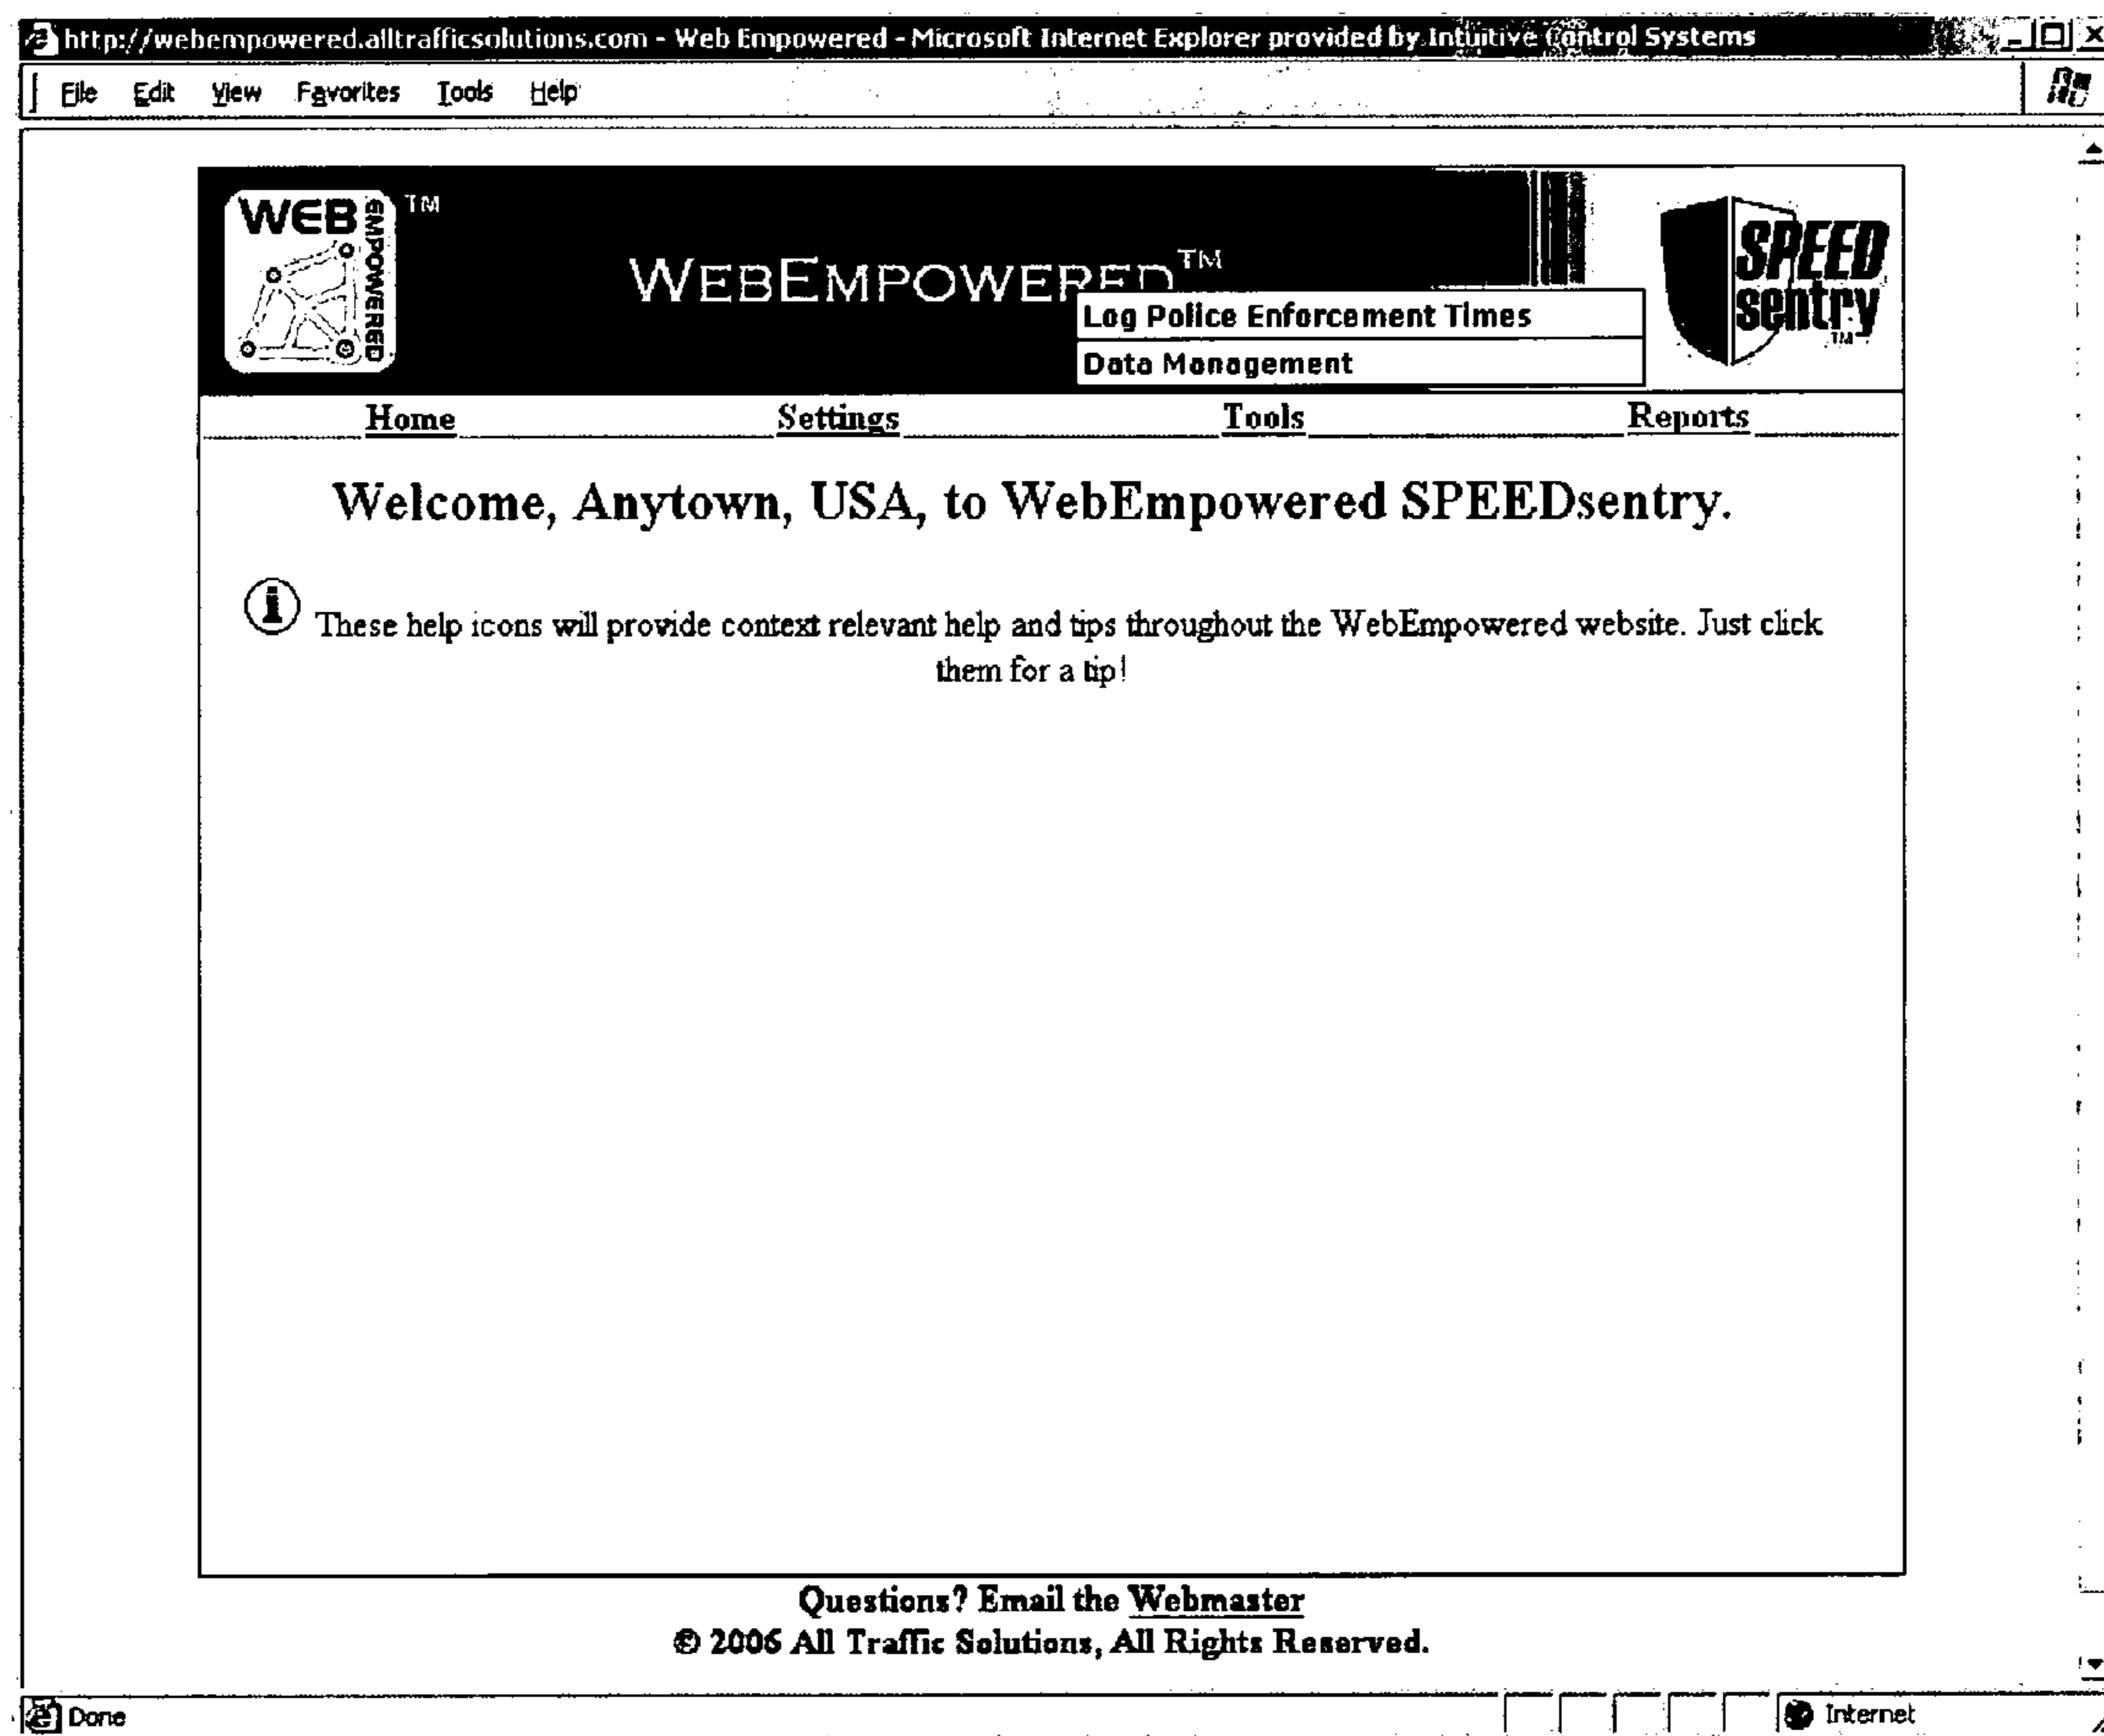 http://webempowered.alltrafficsolutions.com - Web Empowered - Microsoft Internet Explorer provided by Intuitive Control Systems
File Edit View Favorites Tools Help
WEB EMPOWERED TM
WEBEMPOWERED TM
SPEED
sentry
TM
Log Police Enforcement Times
Data Management
Home Settings Tools Reports
Welcome, Anytown, USA, to WebEmpowered SPEEDsentry.
These help icons will provide context relevant help and tips throughout the WebEmpowered website. Just click
them for a tip!
Questions? Email the Webmaster
© 2006 All Traffic Solutions, All Rights Reserved.
Done Internet